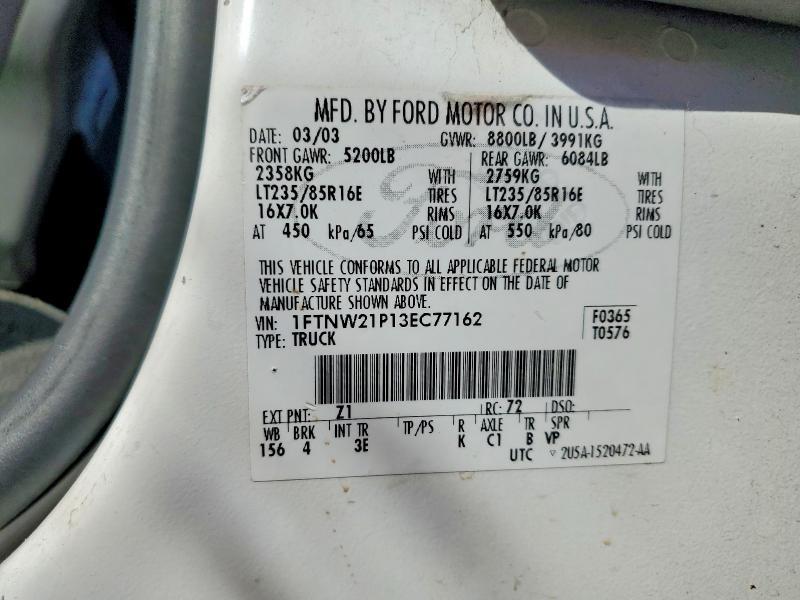 MFD. BY FORD MOTOR CO. IN U.S.A.
DATE: 03/03 GVWR: 8800LB/ 3991KG
FRONT GAWR: 5200LB REAR GAWR: 6084LB
2358KG WITH 2759KG WITH
LT235/85R16E TIRES LT235/85R16E TIRES
16X7.0K RIMS 16X7.0K RIMS
AT 450 kPa/65 PSI COLD AT 550 kPa/80 PSI COLD
Ford
THIS VEHICLE CONFORMS TO ALL APPLICABLE FEDERAL MOTOR
VEHICLE SAFETY STANDARDS IN EFFECT ON THE DATE OF
MANUFACTURE SHOWN ABOVE.
VIN: 1FTNW21P13EC77162 F0365
TYPE: TRUCK T0576
EXT PNT: Z1 RC: 72 DSO:
WB BRK INT TR TP/PS R AXLE TR SPR
156 4 3E K C1 B VP
UTC ▽ 2U5A-1520472-AA